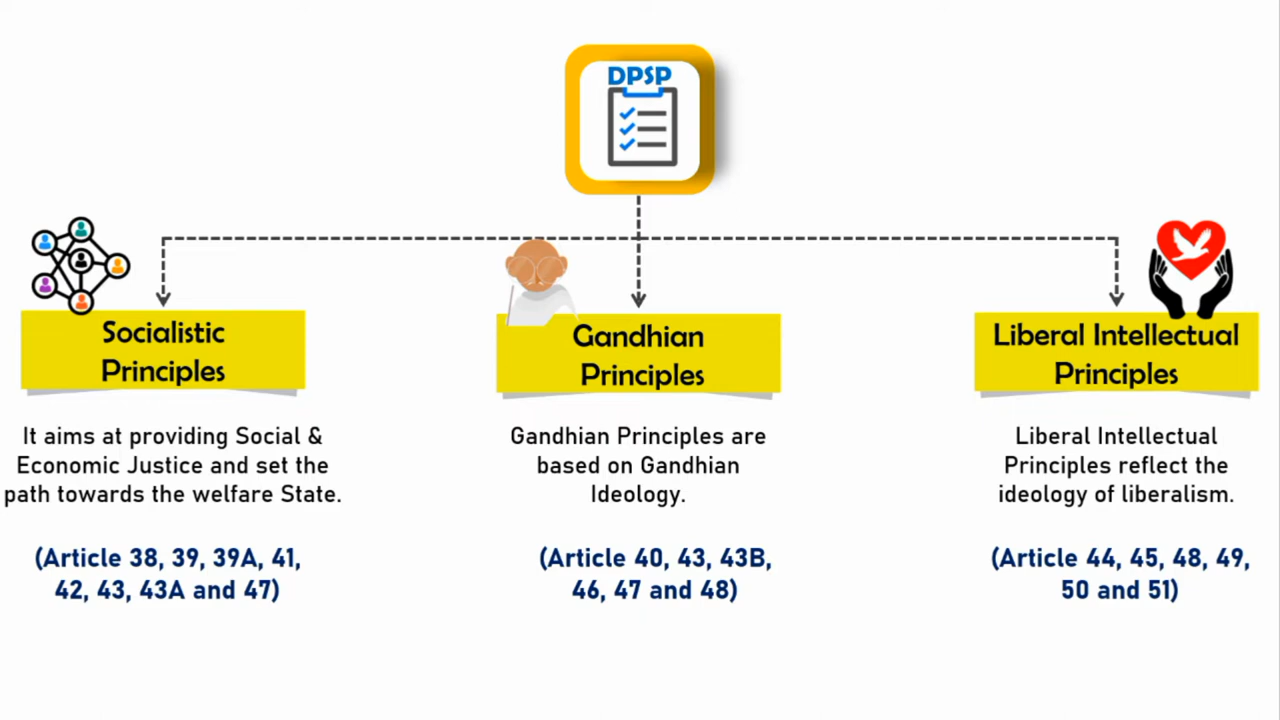 DPSP
Socialistic
Principles
It aims at providing Social &
Economic Justice and set the
path towards the welfare State.
(Article 38, 39, 39A, 41,
42, 43, 43A and 47)
Gandhian
Principles
Gandhian Principles are
based on Gandhian
Ideology.
(Article 40, 43, 43B,
46, 47 and 48)
Liberal Intellectual
Principles
Liberal Intellectual
Principles reflect the
ideology of liberalism.
(Article 44, 45, 48, 49,
50 and 51)